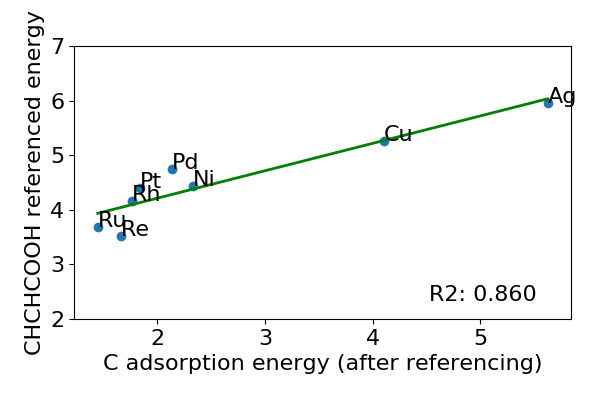 CHCHCOOH referenced energy
7
6
5
4
3
2
Ag
Cu
Pd
Pt
Ni
Rh
Ru
Re
R2: 0.860
2 3 4 5
C adsorption energy (after referencing)